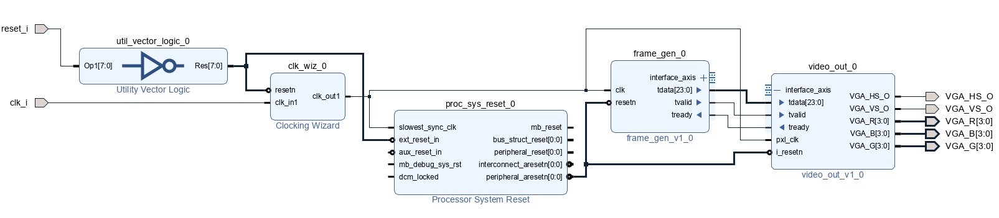 reset_i
clk_i
util_vector_logic_0
Op1[7:0]
Res[7:0]
Utility Vector Logic
clk_wiz_0
resetn
clk_in1
clk_out1
Clocking Wizard
proc_sys_reset_0
slowest_sync_clk
ext_reset_in
aux_reset_in
mb_debug_sys_rst
dcm_locked
mb_reset
bus_struct_reset[0:0]
peripheral_reset[0:0]
interconnect_aresetn[0:0]
peripheral_aresetn[0:0]
Processor System Reset
frame_gen_0
clk
resetn
interface_axis
tdata[23:0]
tvalid
tready
frame_gen_v1_0
video_out_0
interface_axis
tdata[23:0]
tvalid
tready
pxl_clk
i_resetn
VGA_HS_O
VGA_VS_O
VGA_R[3:0]
VGA_B[3:0]
VGA_G[3:0]
video_out_v1_0
VGA_HS_O
VGA_VS_O
VGA_R[3:0]
VGA_B[3:0]
VGA_G[3:0]